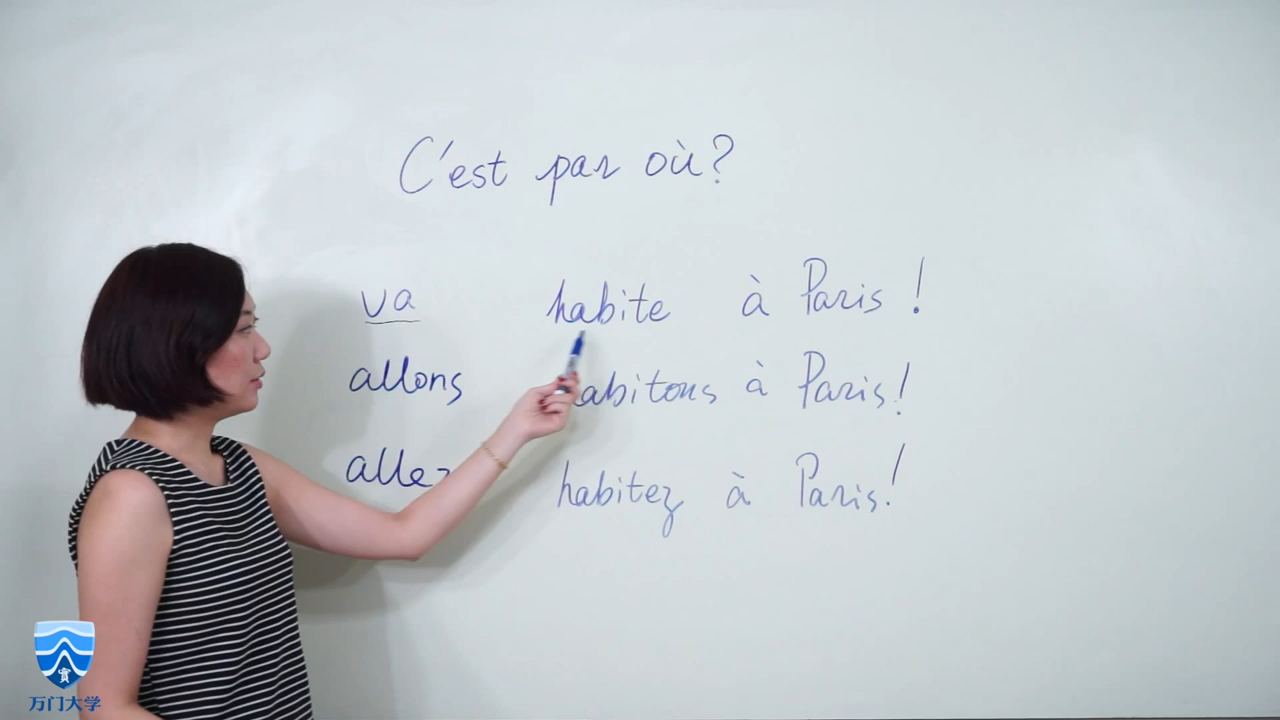 C'est par où?
va habite à Paris !
allons habitons à Paris!
allez habitez à Paris!
万门大学